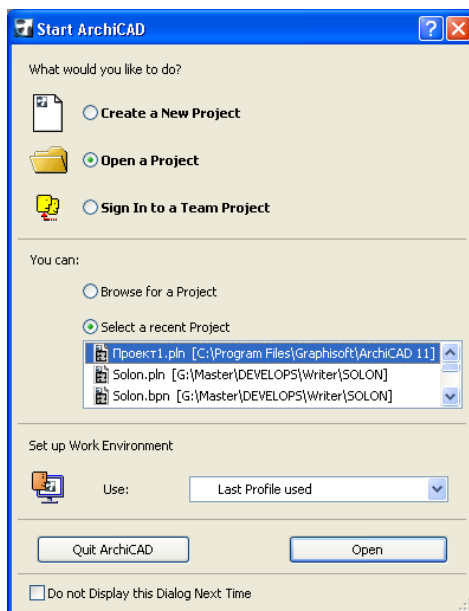 Start ArchiCAD
What would you like to do?
Create a New Project
Open a Project
Sign In to a Team Project
You can:
Browse for a Project
Select a recent Project
Проект1.pln [C:\Program Files\Graphisoft\ArchiCAD 11]
Solon.pln [G:\Master\DEVELOPS\Writer\SOLON]
Solon.bpn [G:\Master\DEVELOPS\Writer\SOLON]
Set up Work Environment
Use: Last Profile used
Quit ArchiCAD Open
Do not Display this Dialog Next Time